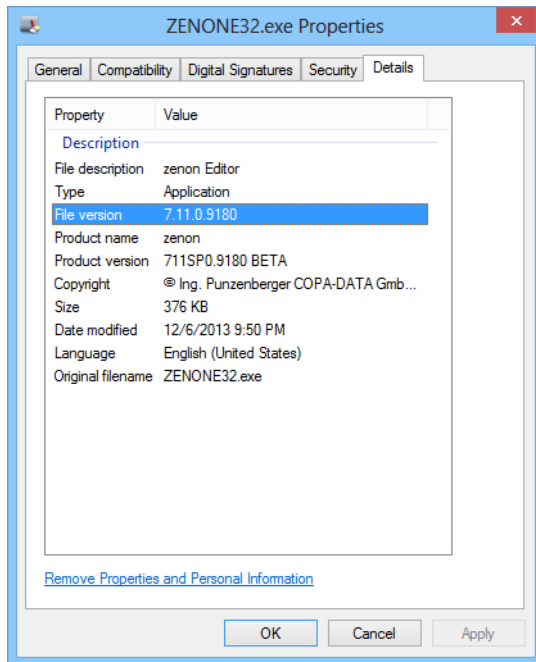 ZENONE32.exe Properties
General Compatibility Digital Signatures Security Details
Property Value
Description
File description zenon Editor
Type Application
File version 7.11.0.9180
Product name zenon
Product version 711SP0.9180 BETA
Copyright © Ing. Punzenberger COPA-DATA Gmb...
Size 376 KB
Date modified 12/6/2013 9:50 PM
Language English (United States)
Original filename ZENONE32.exe
Remove Properties and Personal Information
OK Cancel Apply